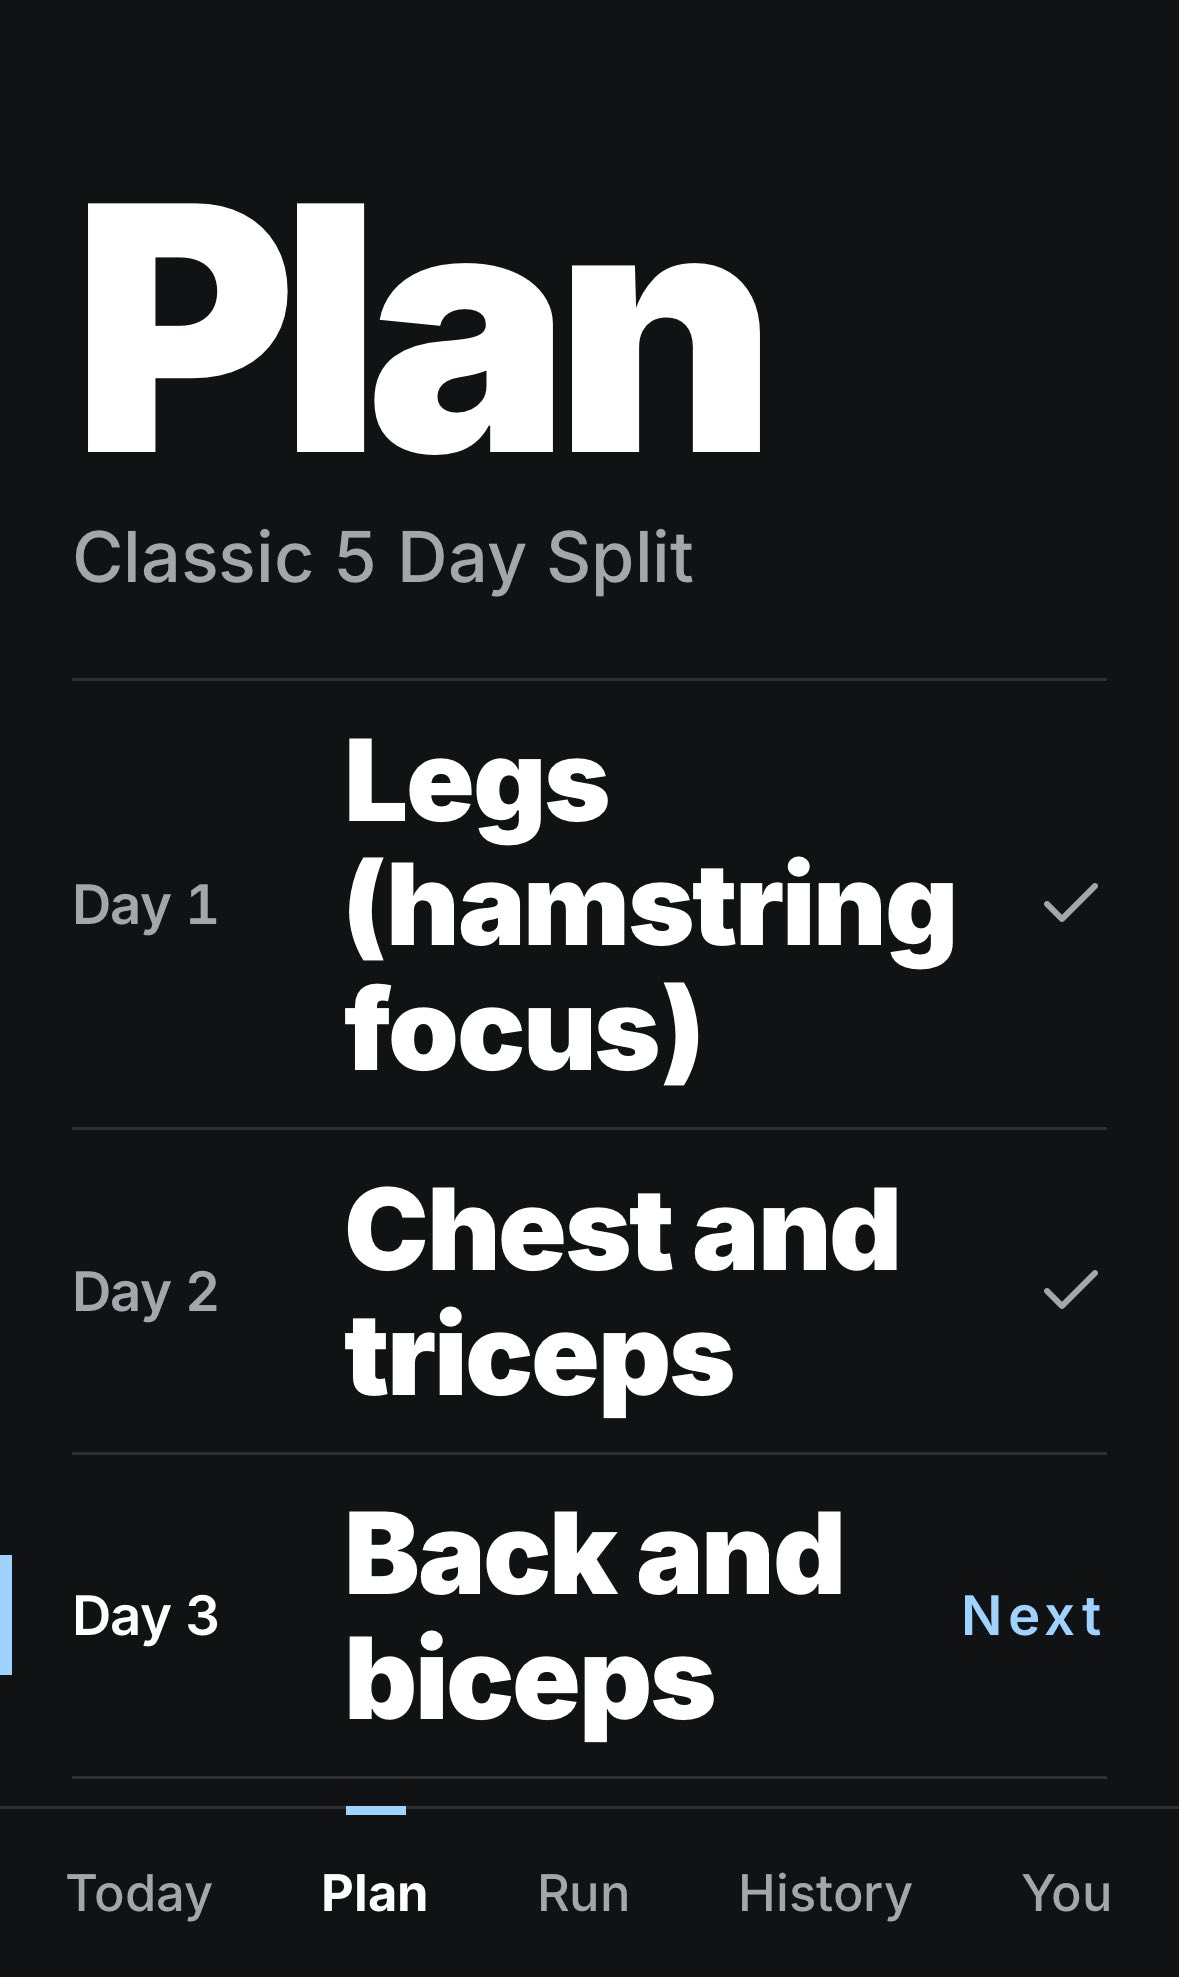 Plan
Classic 5 Day Split
Day 1
Legs
(hamstring
focus)
Day 2
Chest and
triceps
Day 3
Back and
biceps
Next
Today Plan Run History You